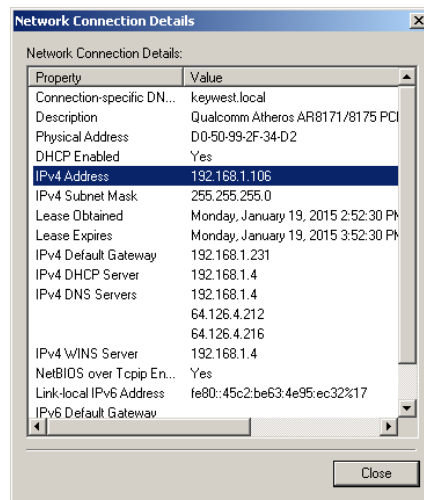 Network Connection Details
Network Connection Details:
Property Value
Connection-specific DN... keywest.local
Description Qualcomm Atheros AR8171/8175 PCI
Physical Address D0-50-99-2F-34-D2
DHCP Enabled Yes
IPv4 Address 192.168.1.106
IPv4 Subnet Mask 255.255.255.0
Lease Obtained Monday, January 19, 2015 2:52:30 PM
Lease Expires Monday, January 19, 2015 3:52:30 PM
IPv4 Default Gateway 192.168.1.231
IPv4 DHCP Server 192.168.1.4
IPv4 DNS Servers 192.168.1.4
64.126.4.212
64.126.4.216
IPv4 WINS Server 192.168.1.4
NetBIOS over Tcpip En... Yes
Link-local IPv6 Address fe80::45c2:be63:4e95:ec32%17
IPv6 Default Gateway
Close